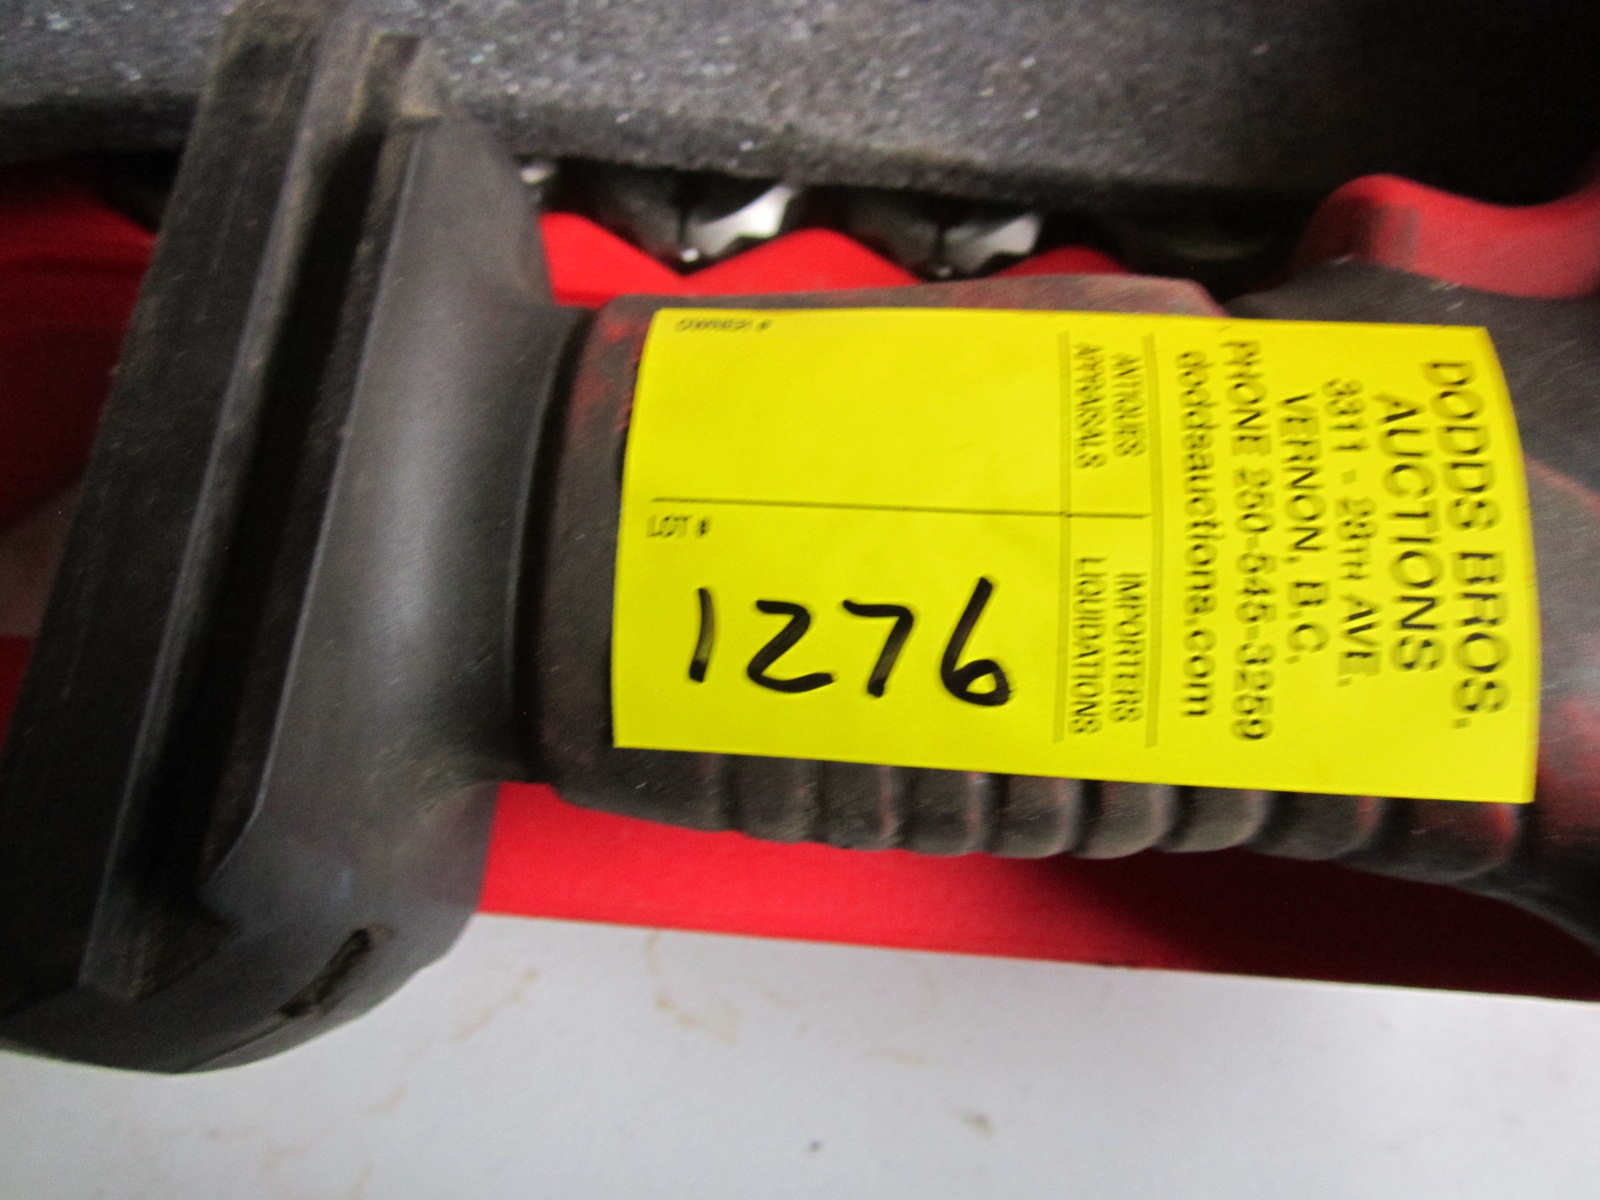 DODDS BROS.
AUCTIONS
3311 - 28TH AVE.
VERNON, B.C.
PHONE 250-545-3259
doddsauctions.com
ANTIQUES IMPORTERS
APPRAISALS LIQUIDATIONS
OWNER #
LOT #
1276